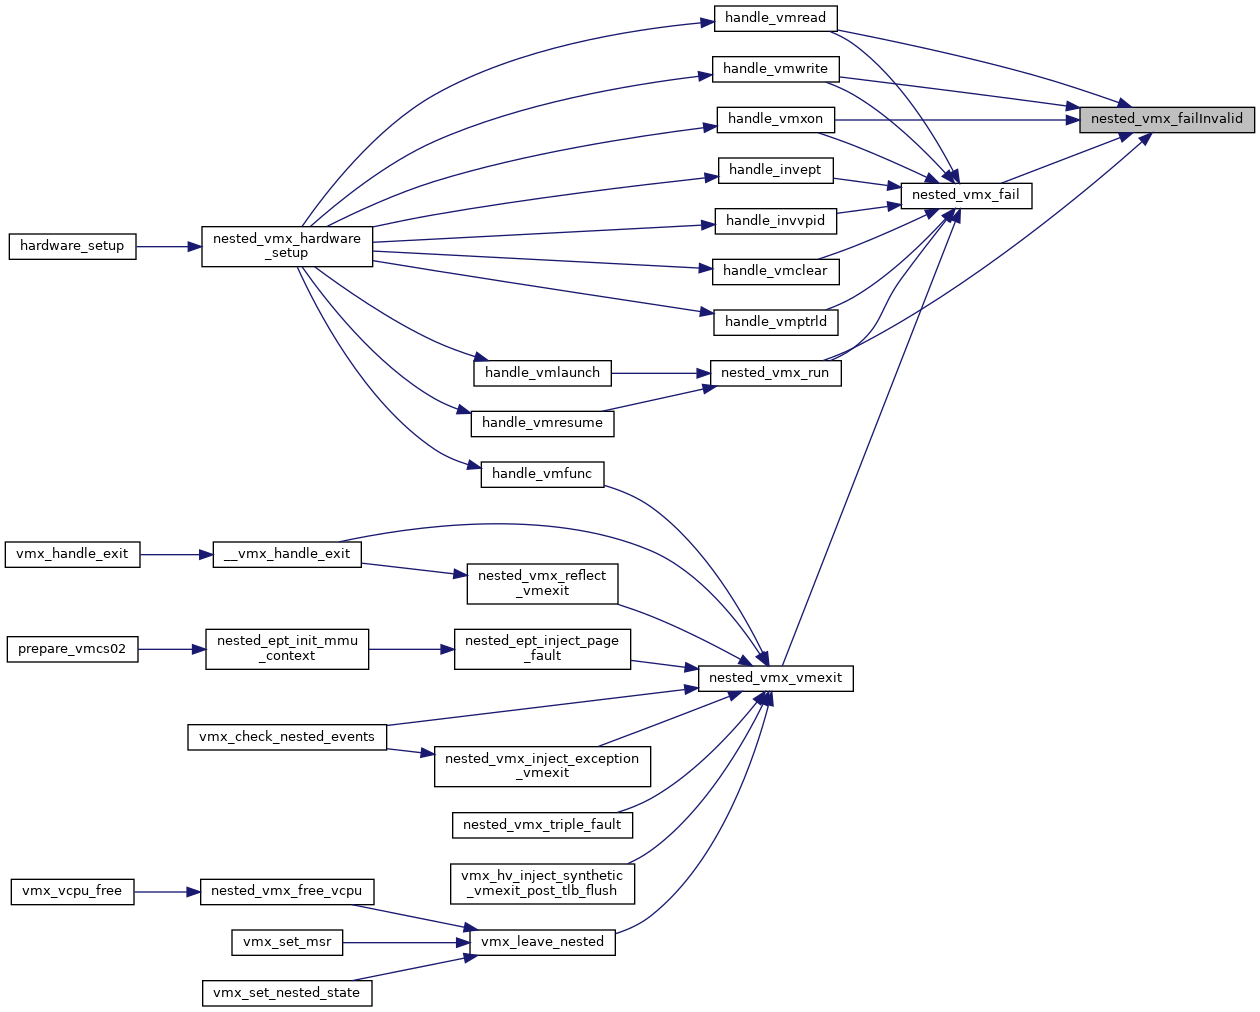 handle_vmread
handle_vmwrite
handle_vmxon
nested_vmx_failInvalid
handle_invept
nested_vmx_fail
handle_invvpid
hardware_setup
nested_vmx_hardware
_setup
handle_vmclear
handle_vmptrld
handle_vmlaunch
nested_vmx_run
handle_vmresume
handle_vmfunc
vmx_handle_exit
__vmx_handle_exit
nested_vmx_reflect
_vmexit
prepare_vmcs02
nested_ept_init_mmu
_context
nested_ept_inject_page
_fault
nested_vmx_vmexit
vmx_check_nested_events
nested_vmx_inject_exception
_vmexit
nested_vmx_triple_fault
vmx_hv_inject_synthetic
_vmexit_post_tlb_flush
vmx_vcpu_free
nested_vmx_free_vcpu
vmx_set_msr
vmx_leave_nested
vmx_set_nested_state